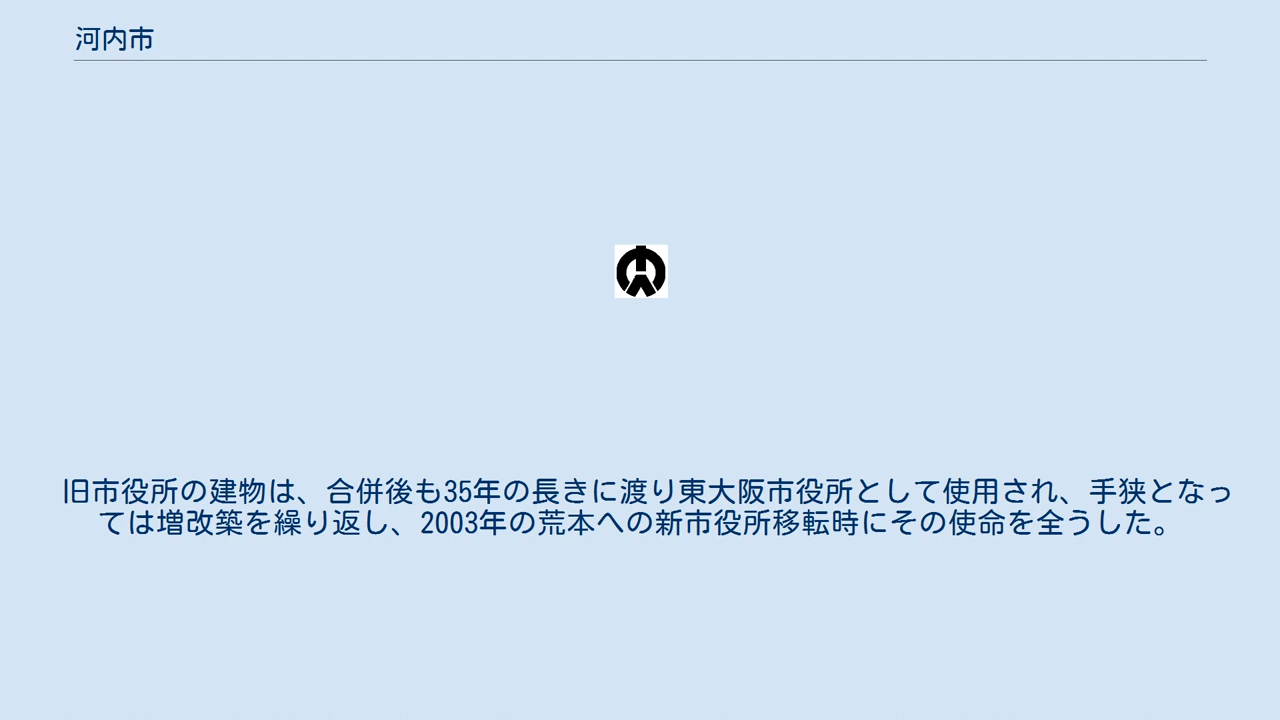 河内市
旧市役所の建物は、合併後も35年の長きに渡り東大阪市役所として使用され、手狭となっ
ては増改築を繰り返し、2003年の荒本への新市役所移転時にその使命を全うした。